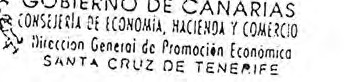 GOBIERNO DE CANARIAS
CONSEJERÍA DE ECONOMÍA, HACIENDA Y COMERCIO
Dirección General de Promoción Económica
SANTA CRUZ DE TENERIFE